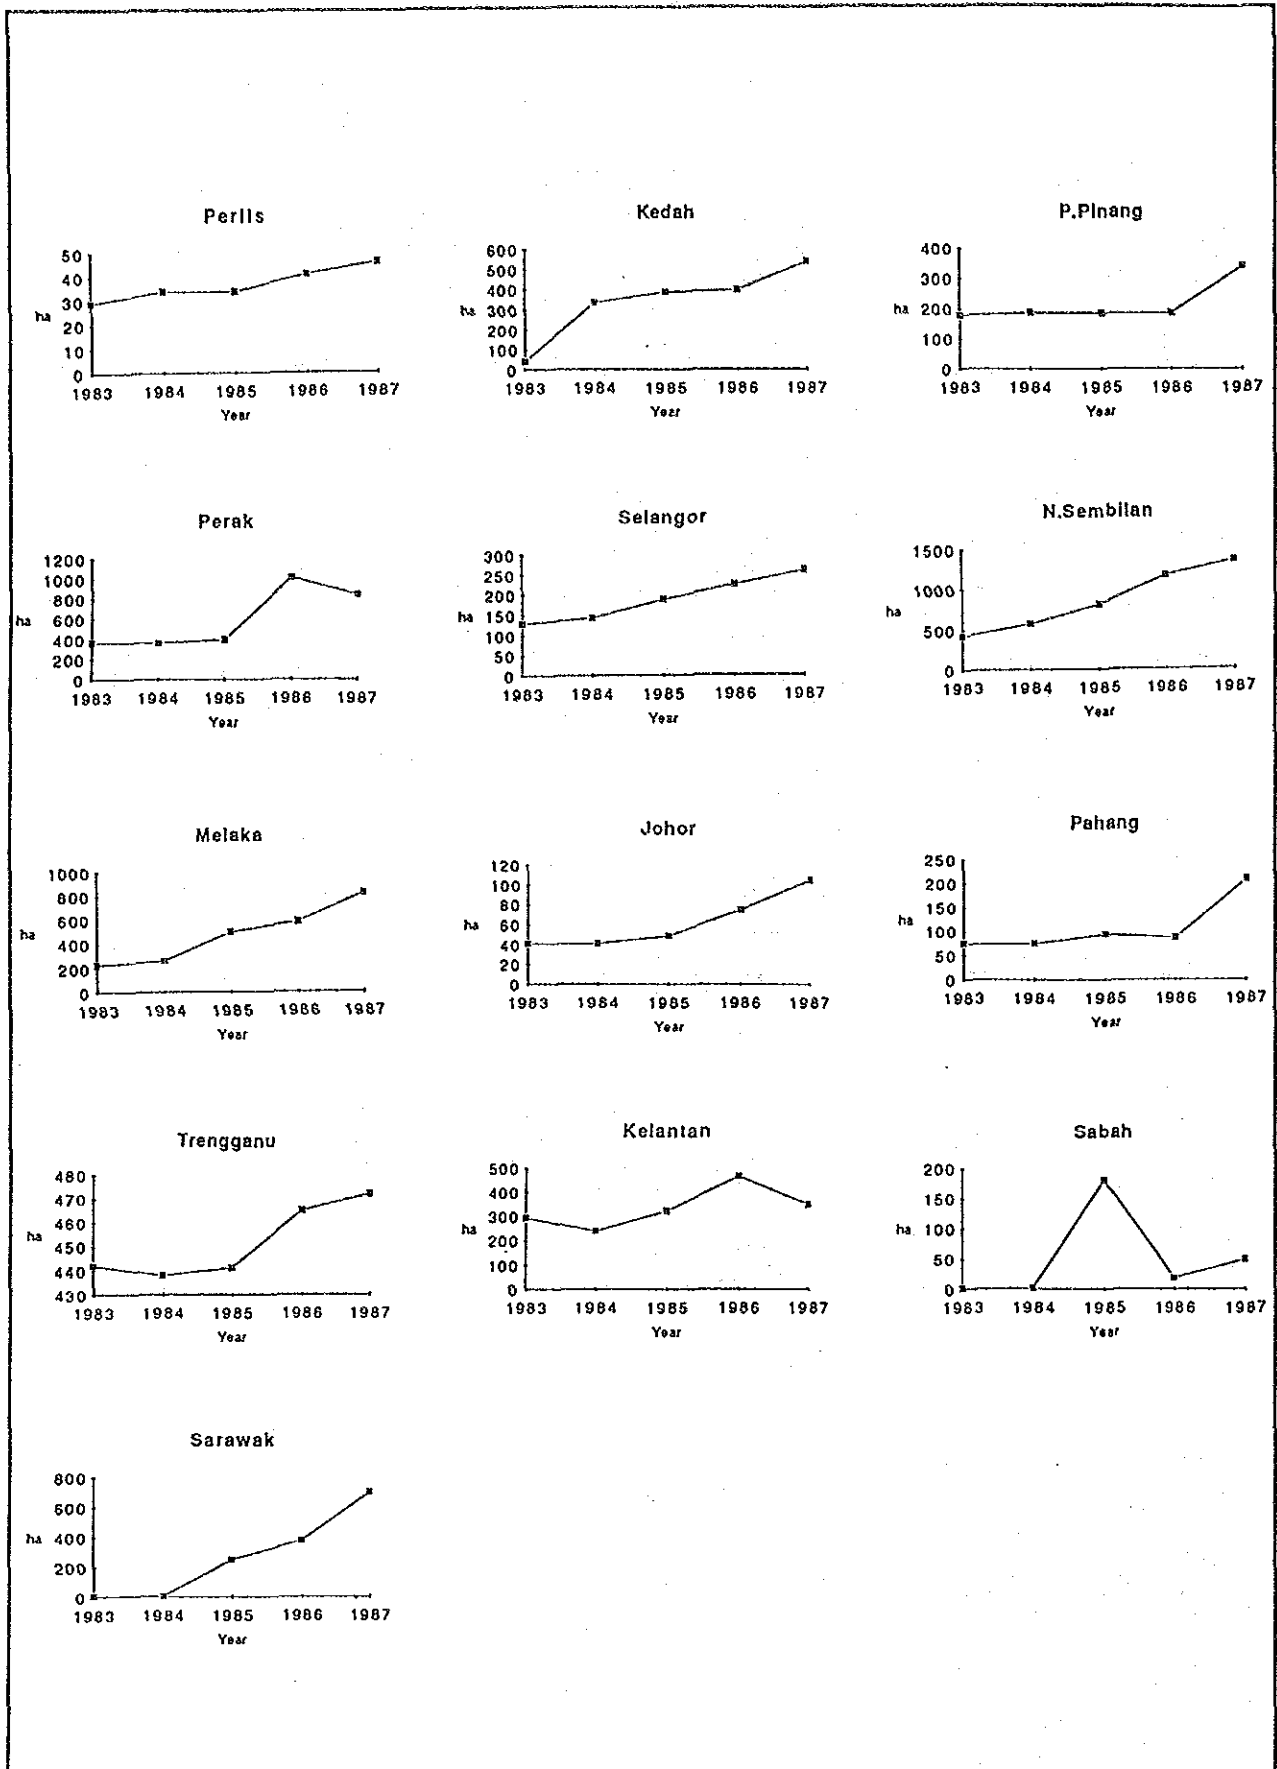 Perlis
50
40
30
ha
20
10
0
1983 1984 1985 1986 1987
Year
Kedah
600
500
400
ha 300
200
100
0
1983 1984 1985 1986 1987
Year
P.Pinang
400
300
ha 200
100
0
1983 1984 1985 1986 1987
Year
Perak
1200
1000
800
ha 600
400
200
0
1983 1984 1985 1986 1987
Year
Selangor
300
250
200
ha 150
100
50
0
1983 1984 1985 1986 1987
Year
N.Sembilan
1500
1000
ha
500
0
1983 1984 1985 1986 1987
Year
Melaka
1000
800
600
ha
400
200
0
1983 1984 1985 1986 1987
Year
Johor
120
100
80
ha 60
40
20
0
1983 1984 1985 1986 1987
Year
Pahang
250
200
150
ha
100
50
0
1983 1984 1985 1986 1987
Year
Trengganu
480
470
460
ha
450
440
430
1983 1984 1985 1986 1987
Year
Kelantan
500
400
300
ha
200
100
0
1983 1984 1985 1986 1987
Year
Sabah
200
150
ha 100
50
0
1983 1984 1985 1986 1987
Year
Sarawak
800
600
ha 400
200
0
1983 1984 1985 1986 1987
Year